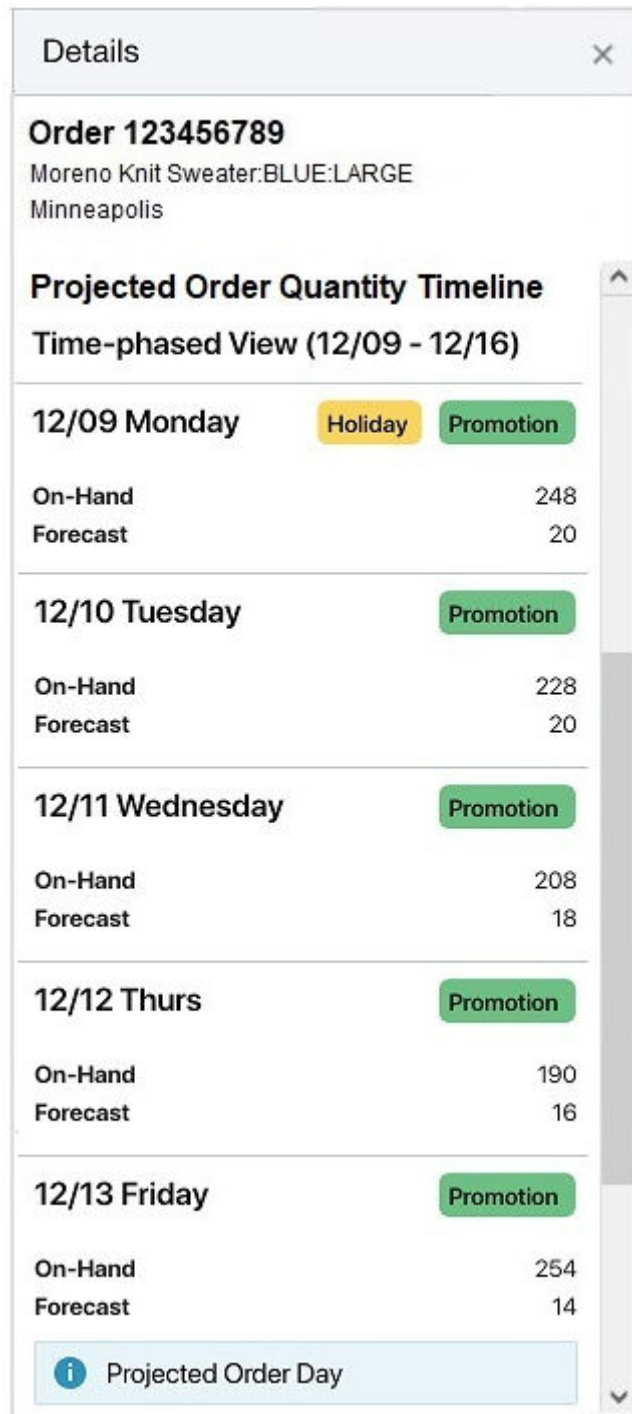 Details
Order 123456789
Moreno Knit Sweater:BLUE:LARGE
Minneapolis
Projected Order Quantity Timeline
Time-phased View (12/09 - 12/16)
12/09 Monday Holiday Promotion
On-Hand 248
Forecast 20
12/10 Tuesday Promotion
On-Hand 228
Forecast 20
12/11 Wednesday Promotion
On-Hand 208
Forecast 18
12/12 Thurs Promotion
On-Hand 190
Forecast 16
12/13 Friday Promotion
On-Hand 254
Forecast 14
Projected Order Day